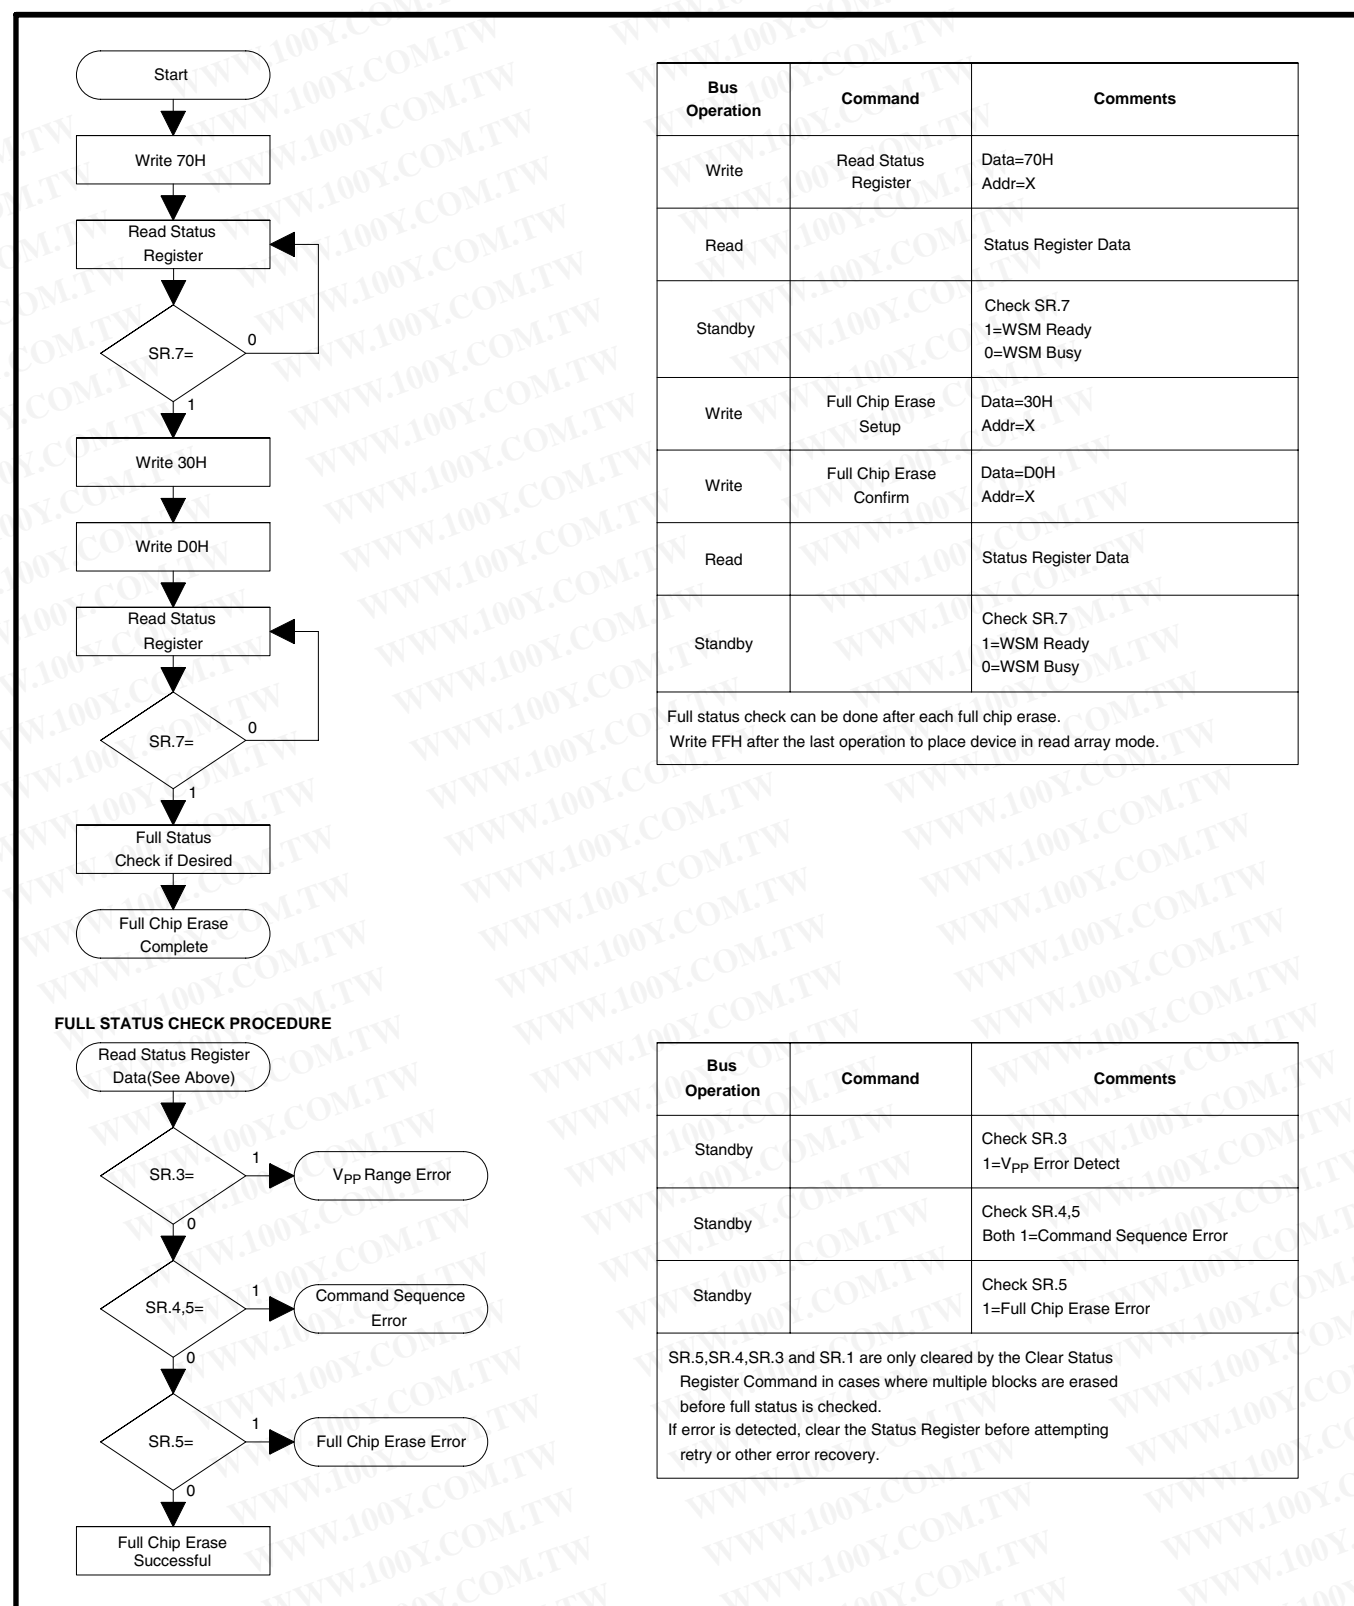 Start
Write 70H
Read Status
Register
SR.7=
0
1
Write 30H
Write D0H
Read Status
Register
SR.7=
0
1
Full Status
Check if Desired
Full Chip Erase
Complete
Bus
Operation
Command
Comments
Write
Read Status
Register
Data=70H
Addr=X
Read
Status Register Data
Standby
Check SR.7
1=WSM Ready
0=WSM Busy
Write
Full Chip Erase
Setup
Data=30H
Addr=X
Write
Full Chip Erase
Confirm
Data=D0H
Addr=X
Read
Status Register Data
Standby
Check SR.7
1=WSM Ready
0=WSM Busy
Full status check can be done after each full chip erase.
Write FFH after the last operation to place device in read array mode.
FULL STATUS CHECK PROCEDURE
Read Status Register
Data(See Above)
SR.3=
1
VPP Range Error
0
SR.4,5=
1
Command Sequence
Error
0
SR.5=
1
Full Chip Erase Error
0
Full Chip Erase
Successful
Bus
Operation
Command
Comments
Standby
Check SR.3
1=VPP Error Detect
Standby
Check SR.4,5
Both 1=Command Sequence Error
Standby
Check SR.5
1=Full Chip Erase Error
SR.5,SR.4,SR.3 and SR.1 are only cleared by the Clear Status
Register Command in cases where multiple blocks are erased
before full status is checked.
If error is detected, clear the Status Register before attempting
retry or other error recovery.
WWW.100Y.COM.TW